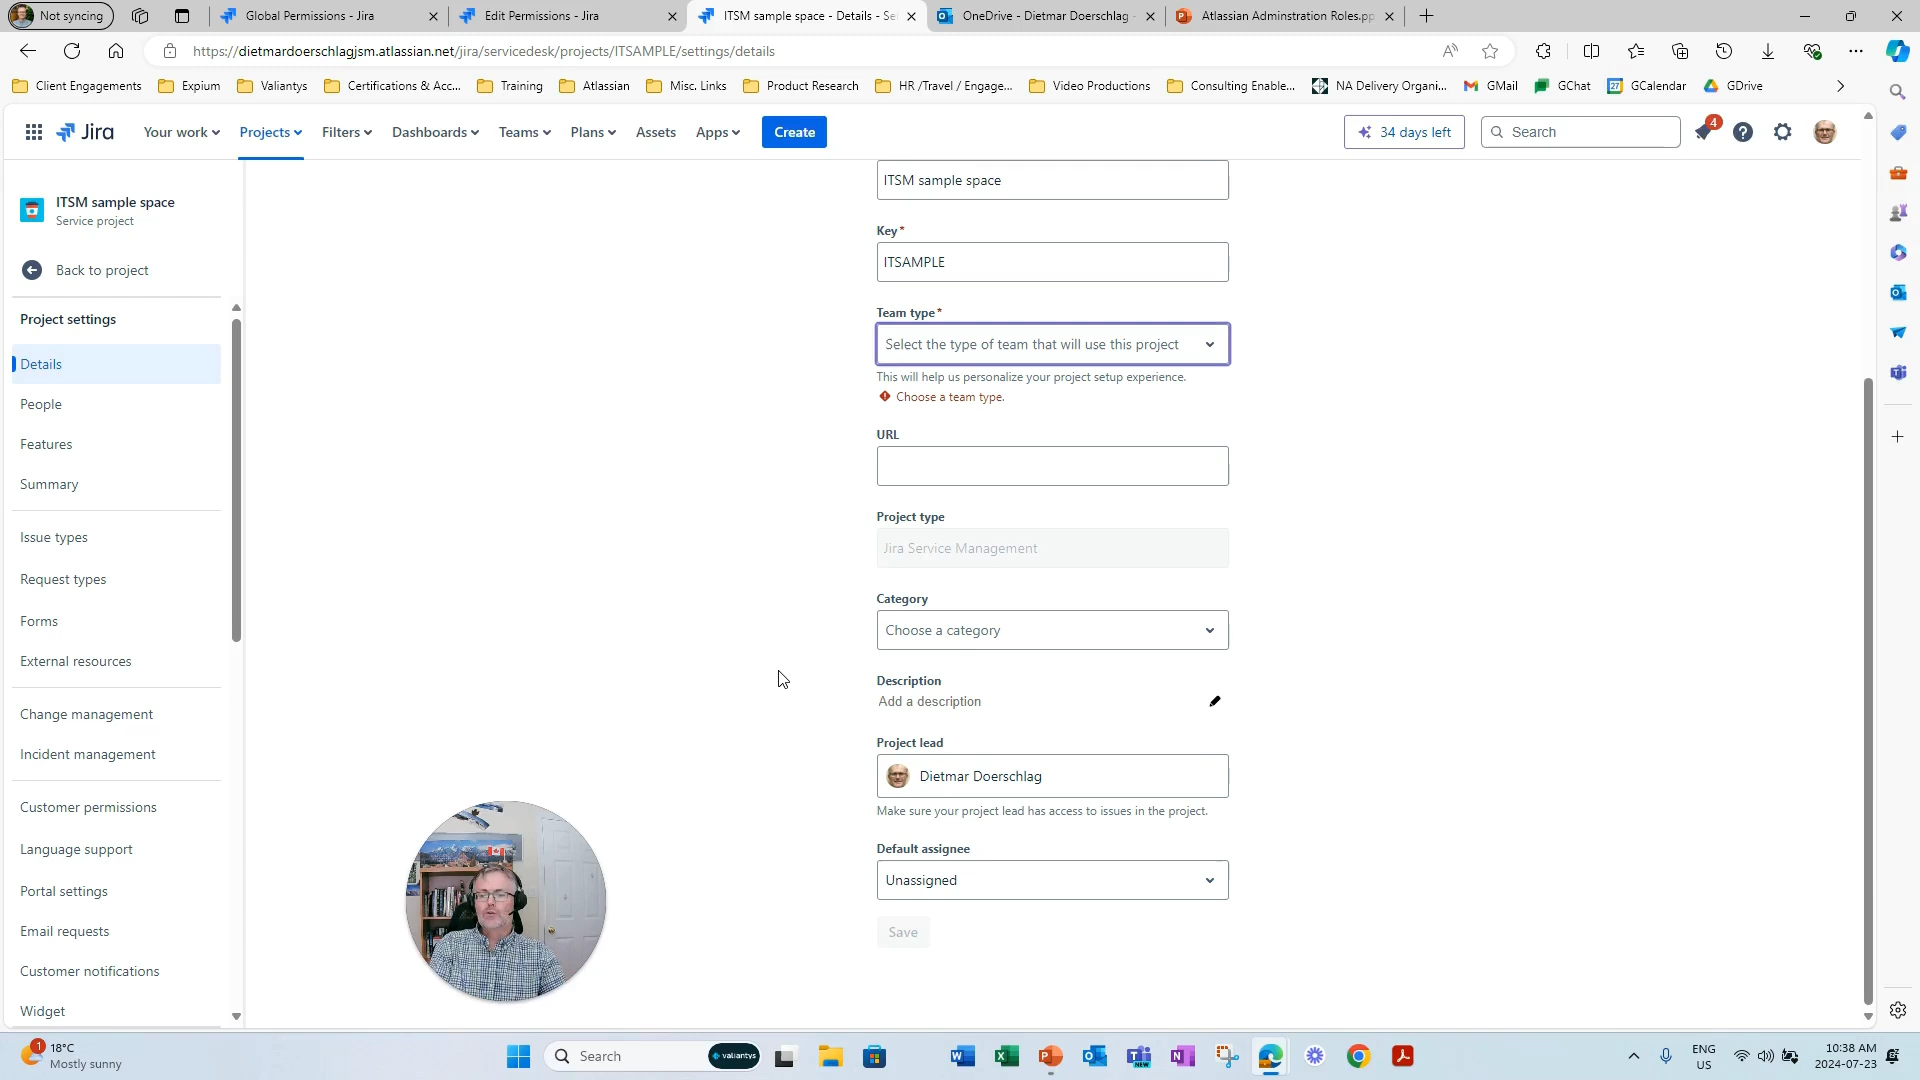 Not syncing
Global Permissions - Jira
Edit Permissions - Jira
ITSM sample space - Details - Se
OneDrive - Dietmar Doerschlag -
Atlassian Adminstration Roles.pp
https://dietmardoerschlagjsm.atlassian.net/jira/servicedesk/projects/ITSAMPLE/settings/details
Client Engagements
Expium
Valiantys
Certifications & Acc...
Training
Atlassian
Misc. Links
Product Research
HR /Travel / Engage...
Video Productions
Consulting Enable...
NA Delivery Organi...
GMail
GChat
27
GCalendar
GDrive
Jira
Your work
Projects
Filters
Dashboards
Teams
Plans
Assets
Apps
Create
34 days left
Search
4
ITSM sample space
Service project
Back to project
Project settings
Details
People
Features
Summary
Issue types
Request types
Forms
External resources
Change management
Incident management
Customer permissions
Language support
Portal settings
Email requests
Customer notifications
Widget
ITSM sample space
Key*
ITSAMPLE
Team type*
Select the type of team that will use this project
This will help us personalize your project setup experience.
Choose a team type.
URL
Project type
Jira Service Management
Category
Choose a category
Description
Add a description
Project lead
Dietmar Doerschlag
Make sure your project lead has access to issues in the project.
Default assignee
Unassigned
Save
1
18°C
Mostly sunny
Search
valiantys
NEW
ENG
US
10:38 AM
2024-07-23